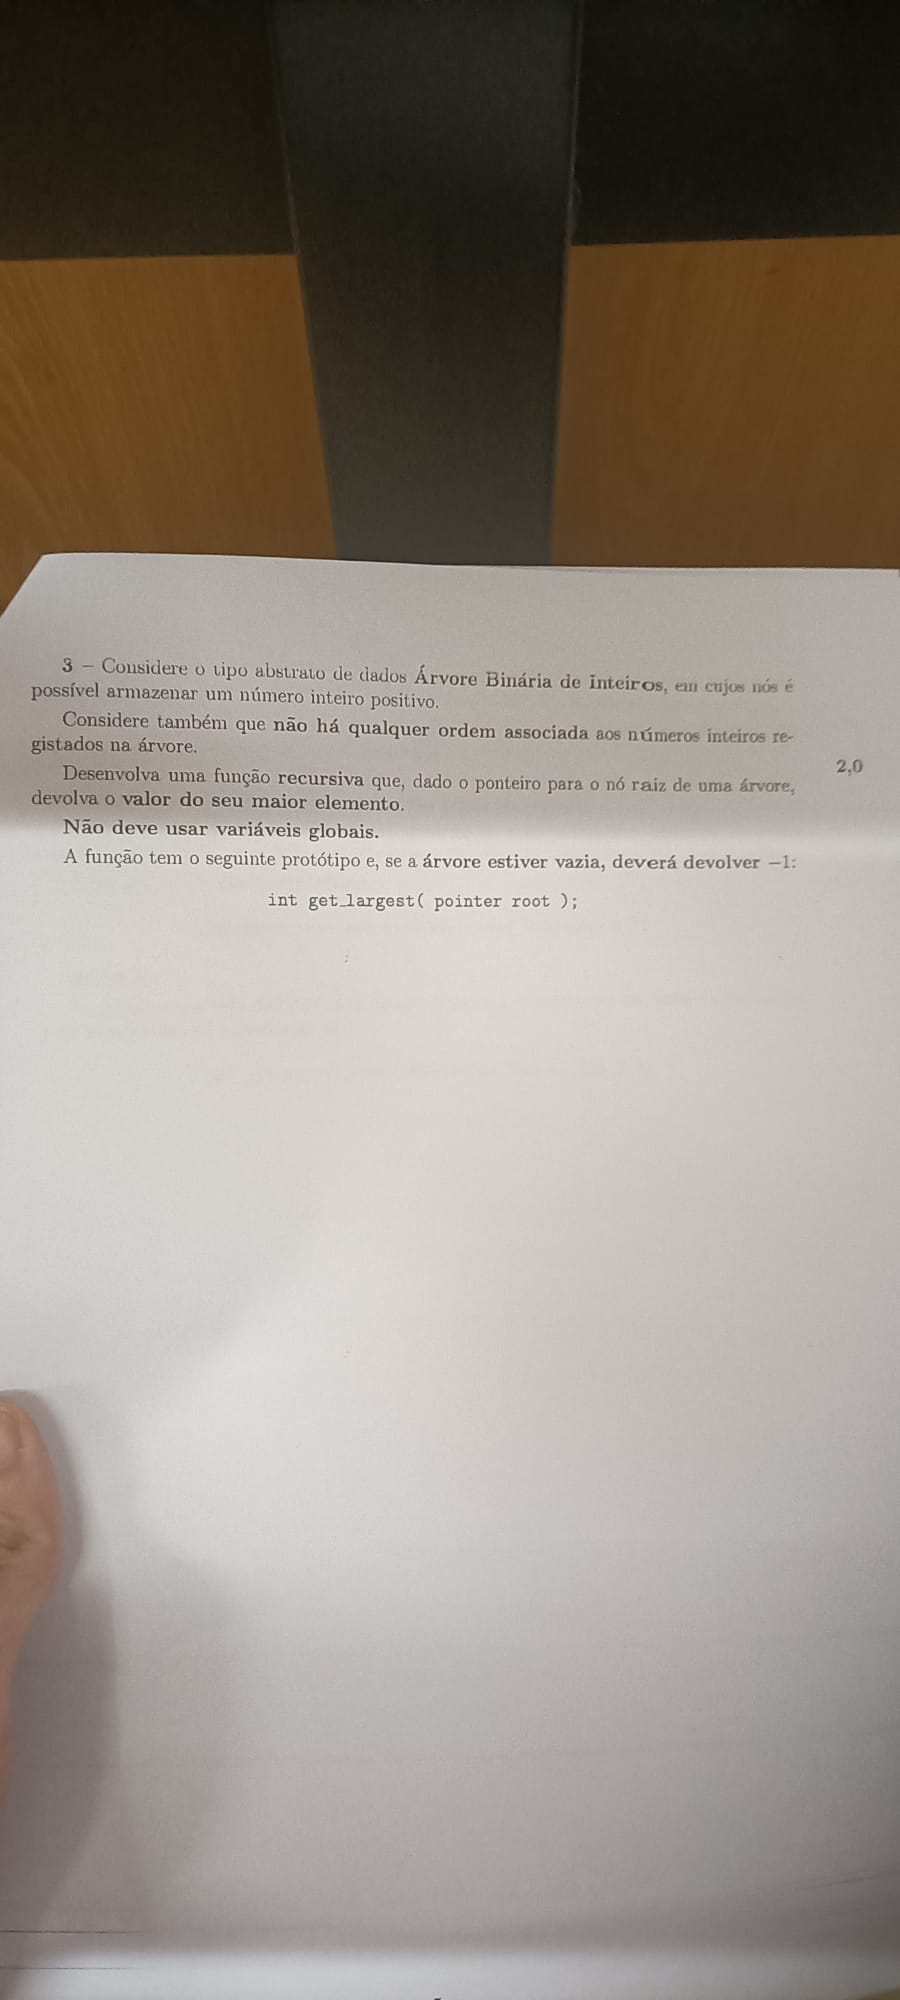 3 – Considere o tipo abstrato de dados Árvore Binária de Inteiros, em cujos nós é
possível armazenar um número inteiro positivo.
Considere também que não há qualquer ordem associada aos números inteiros re-
gistados na árvore.
2,0
Desenvolva uma função recursiva que, dado o ponteiro para o nó raiz de uma árvore,
devolva o valor do seu maior elemento.
Não deve usar variáveis globais.
A função tem o seguinte protótipo e, se a árvore estiver vazia, deverá devolver −1:
int get_largest( pointer root );